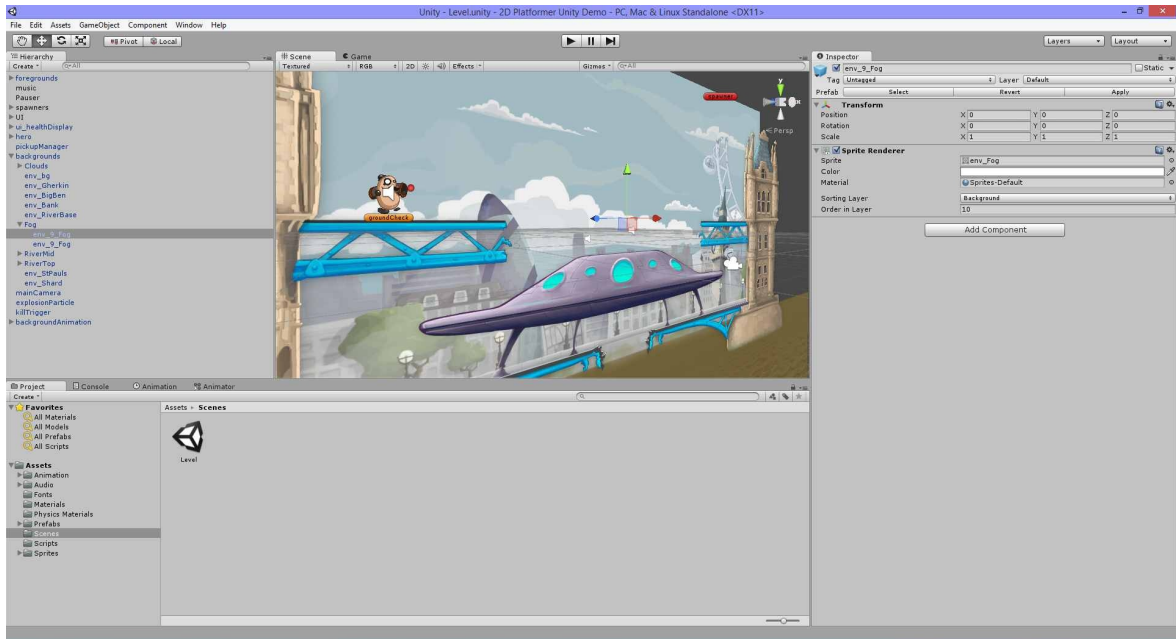 Unity - Level.unity - 2D Platformer Unity Demo - PC, Mac & Linux Standalone <DX11>
File Edit Assets GameObject Component Window Help
Pivot Local
Layers Layout
Hierarchy
Create All
foregrounds
music
Pauser
spawners
UI
ui_healthDisplay
hero
pickupManager
backgrounds
Clouds
env_bg
env_Gherkin
env_BigBen
env_Bank
env_RiverBase
Fog
env_9_Fog
env_9_Fog
RiverMid
RiverTop
env_StPauls
env_Shard
mainCamera
explosionParticle
killTrigger
backgroundAnimation
Scene Game
Textured RGB 2D Effects Gizmos All
spawner
y
Persp
groundCheck
Inspector
env_9_Fog Static
Tag Untagged Layer Default
Prefab Select Revert Apply
Transform
Position X 0 Y 0 Z 0
Rotation X 0 Y 0 Z 0
Scale X 1 Y 1 Z 1
Sprite Renderer
Sprite env_Fog
Color
Material Sprites-Default
Sorting Layer Background
Order in Layer 10
Add Component
Project Console Animation Animator
Create
Favorites
All Materials
All Models
All Prefabs
All Scripts
Assets
Animation
Audio
Fonts
Materials
Physics Materials
Prefabs
Scenes
Scripts
Sprites
Assets Scenes
Level